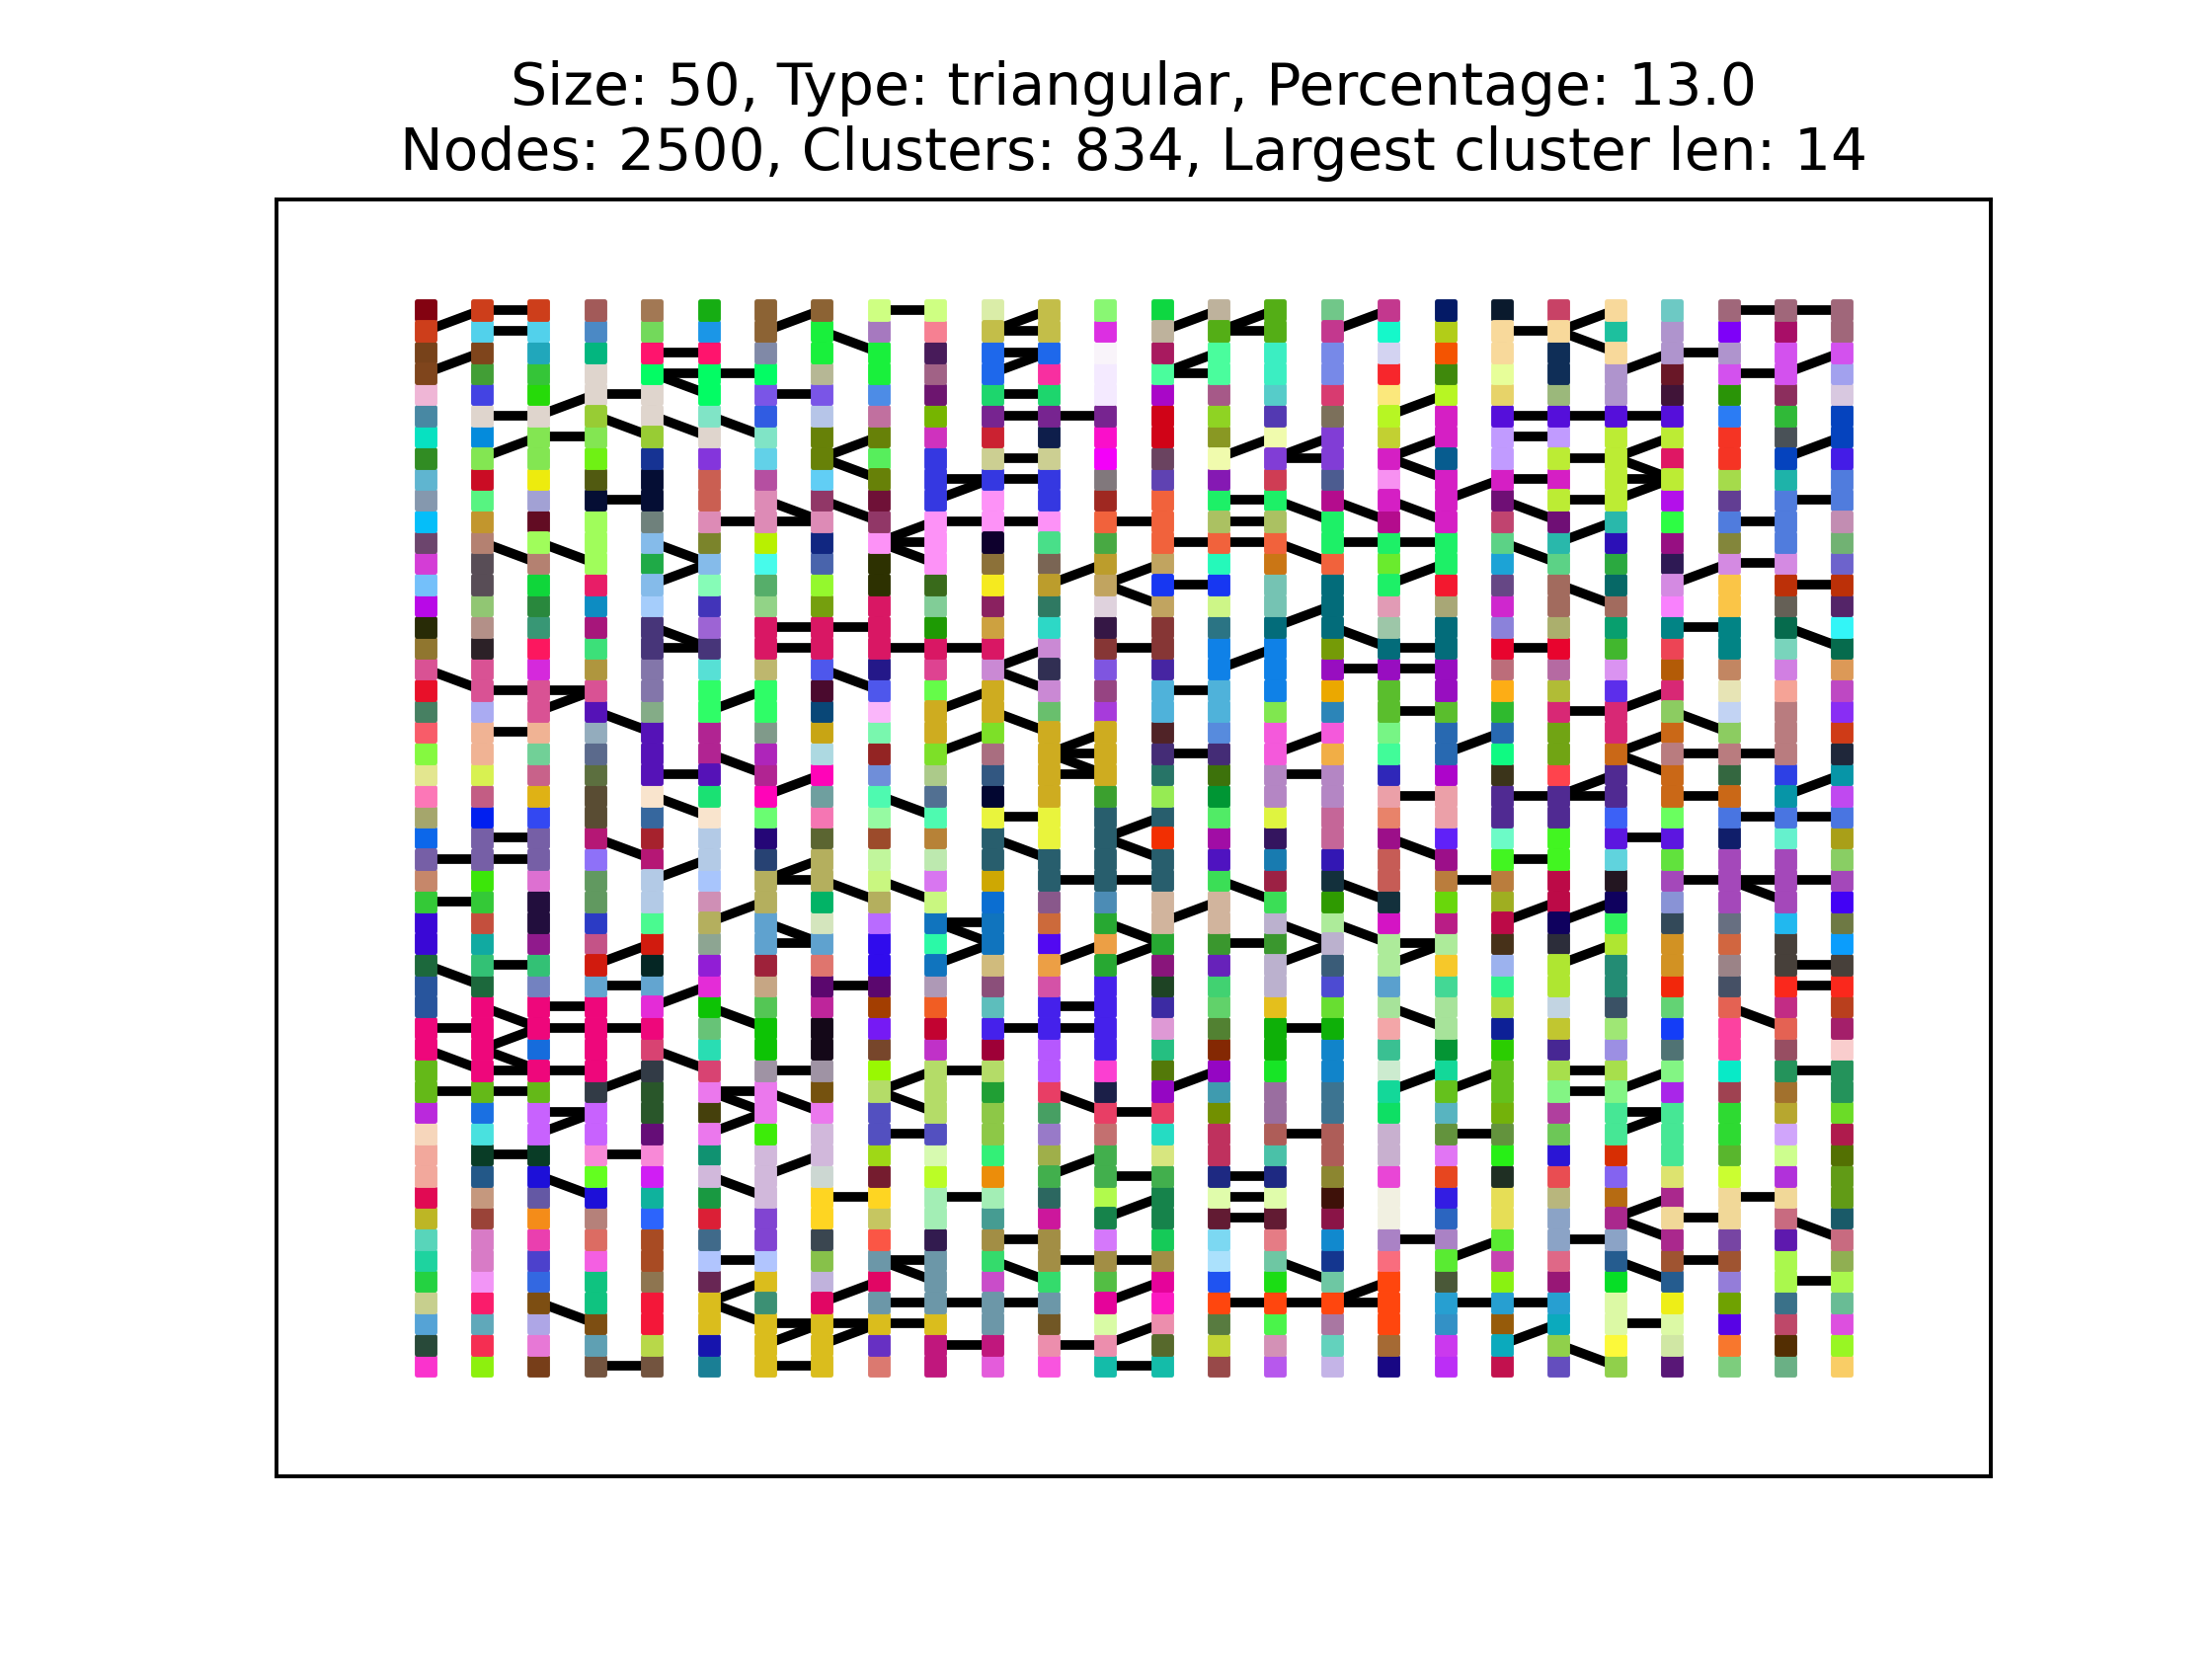 Size: 50, Type: triangular, Percentage: 13.0
Nodes: 2500, Clusters: 834, Largest cluster len: 14